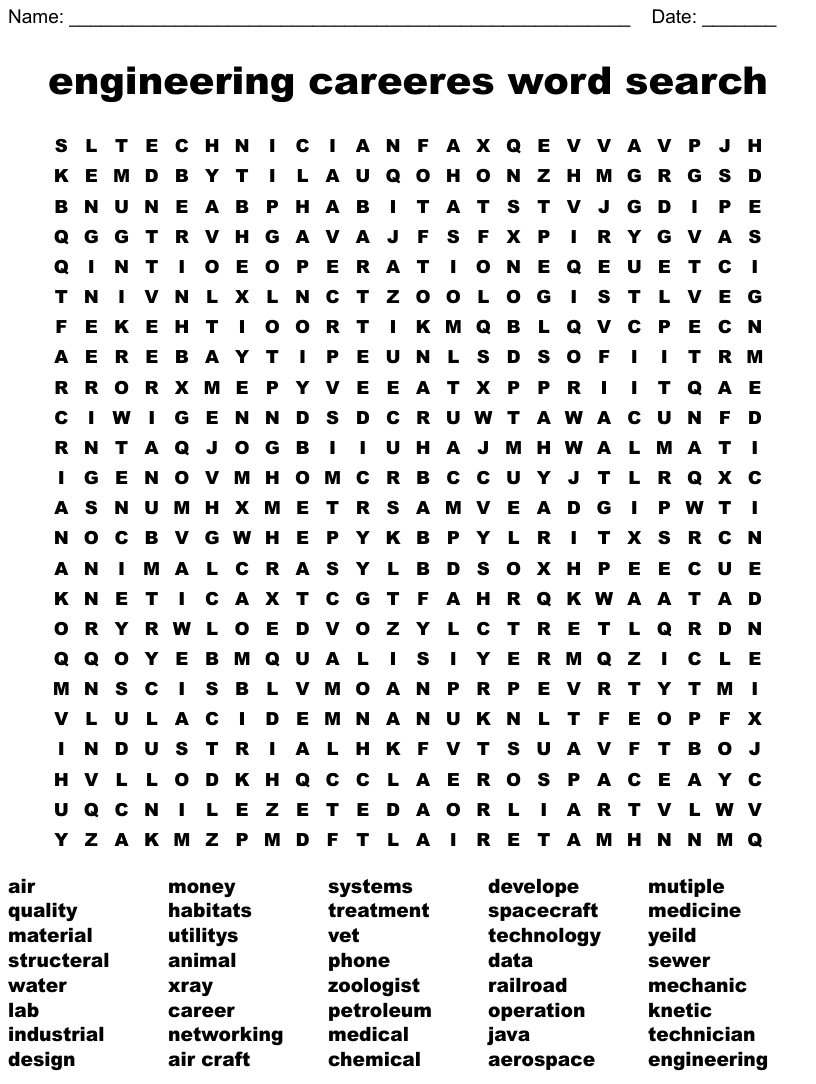 Name: ______________________________________________________ Date: _______
engineering careeres word search
S L T E C H N I C I A N F A X Q E V V A V P J H
K E M D B Y T I L A U Q O H O N Z H M G R G S D
B N U N E A B P H A B I T A T S T V J G D I P E
Q G G T R V H G A V A J F S F X P I R Y G V A S
Q I N T I O E O P E R A T I O N E Q E U E T C I
T N I V N L X L N C T Z O O L O G I S T L V E G
F E K E H T I O O R T I K M Q B L Q V C P E C N
A E R E B A Y T I P E U N L S D S O F I I T R M
R R O R X M E P Y V E E A T X P P R I I T Q A E
C I W I G E N N D S D C R U W T A W A C U N F D
R N T A Q J O G B I I U H A J M H W A L M A T I
I G E N O V M H O M C R B C C U Y J T L R Q X C
A S N U M H X M E T R S A M V E A D G I P W T I
N O C B V G W H E P Y K B P Y L R I T X S R C N
A N I M A L C R A S Y L B D S O X H P E E C U E
K N E T I C A X T C G T F A H R Q K W A A T A D
O R Y R W L O E D V O Z Y L C T R E T L Q R D N
Q Q O Y E B M Q U A L I S I Y E R M Q Z I C L E
M N S C I S B L V M O A N P R P E V R T Y T M I
V L U L A C I D E M N A N U K N L T F E O P F X
I N D U S T R I A L H K F V T S U A V F T B O J
H V L L O D K H Q C C L A E R O S P A C E A Y C
U Q C N I L E Z E T E D A O R L I A R T V L W V
Y Z A K M Z P M D F T L A I R E T A M H N N M Q
air money systems develope mutiple
quality habitats treatment spacecraft medicine
material utilitys vet technology yeild
structeral animal phone data sewer
water xray zoologist railroad mechanic
lab career petroleum operation knetic
industrial networking medical java technician
design air craft chemical aerospace engineering